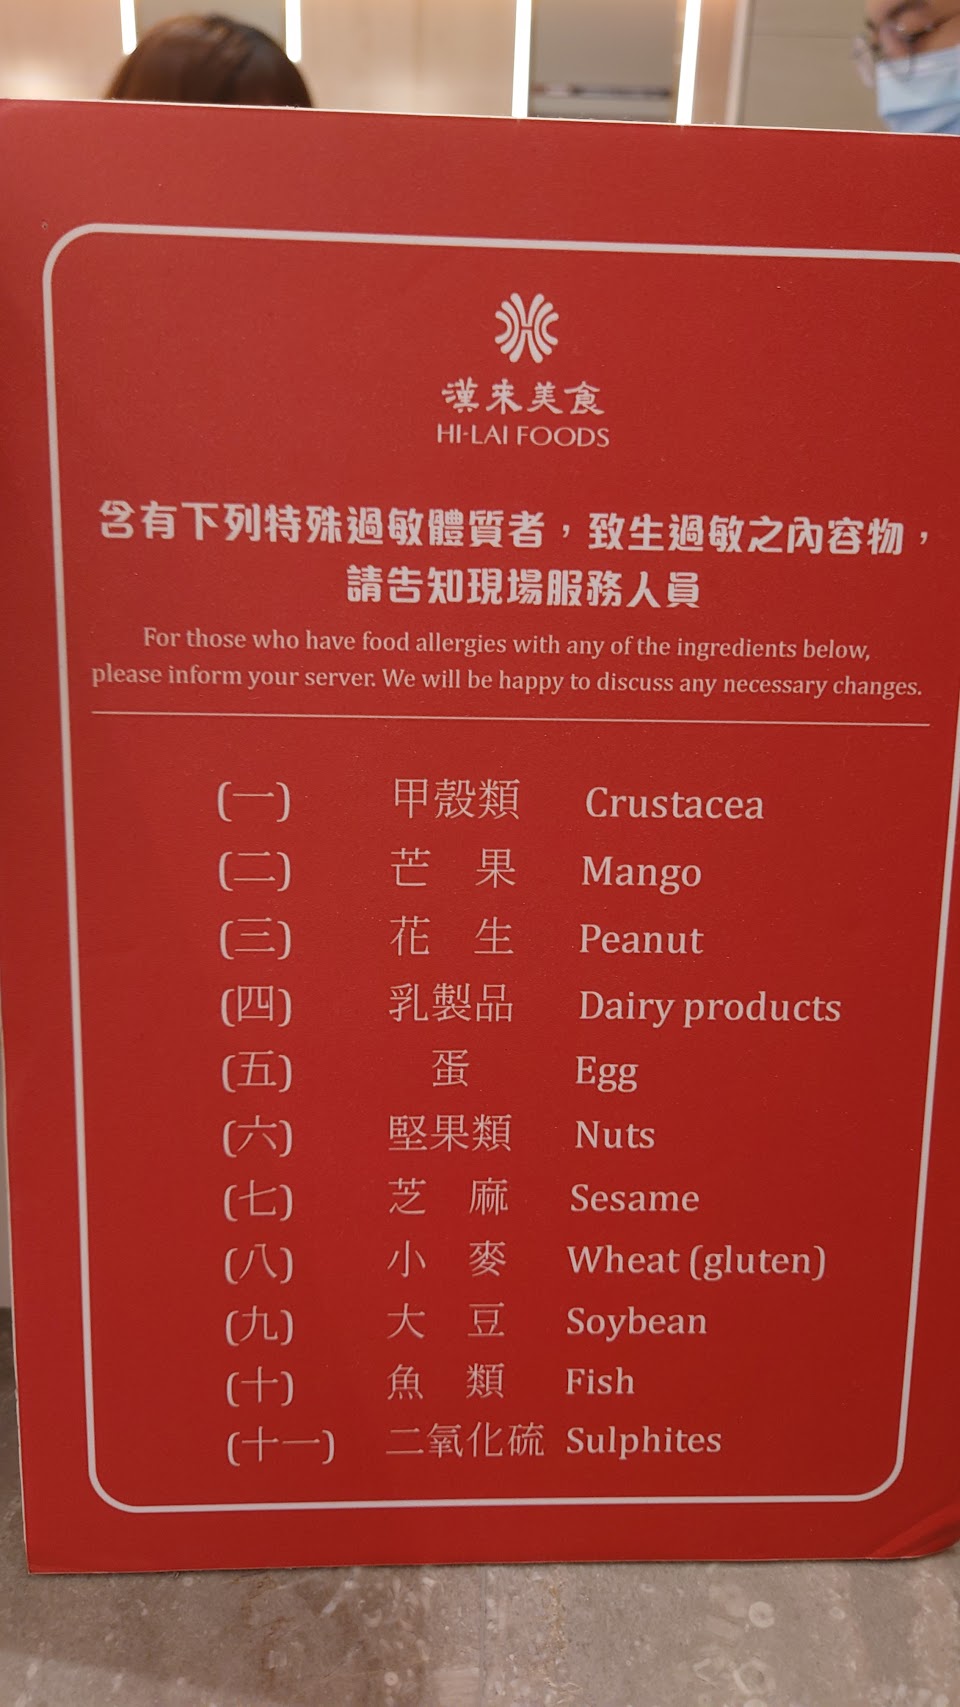 漢来美食
HI-LAI FOODS
含有下列特殊過敏體質者，致生過敏之內容物，
請告知現場服務人員
For those who have food allergies with any of the ingredients below,
please inform your server. We will be happy to discuss any necessary changes.
(一) 甲殼類 Crustacea
(二) 芒 果 Mango
(三) 花 生 Peanut
(四) 乳製品 Dairy products
(五) 蛋 Egg
(六) 堅果類 Nuts
(七) 芝 麻 Sesame
(八) 小 麥 Wheat (gluten)
(九) 大 豆 Soybean
(十) 魚 類 Fish
(十一) 二氧化硫 Sulphites